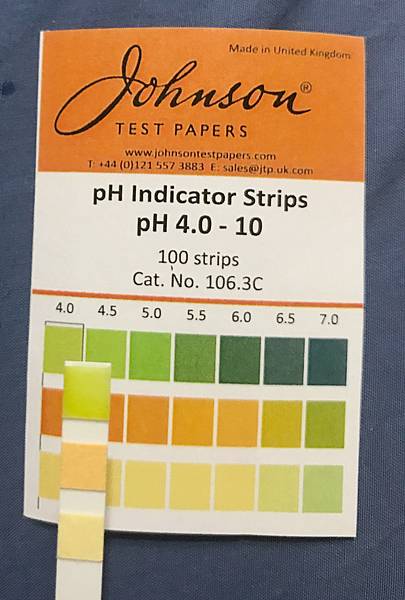 Made in United Kingdom
Johnson®
TEST PAPERS
www.johnsontestpapers.com
T: +44 (0)121 557 3883 E: sales@jtp.uk.com
pH Indicator Strips
pH 4.0 - 10
100 strips
Cat. No. 106.3C
4.0 4.5 5.0 5.5 6.0 6.5 7.0